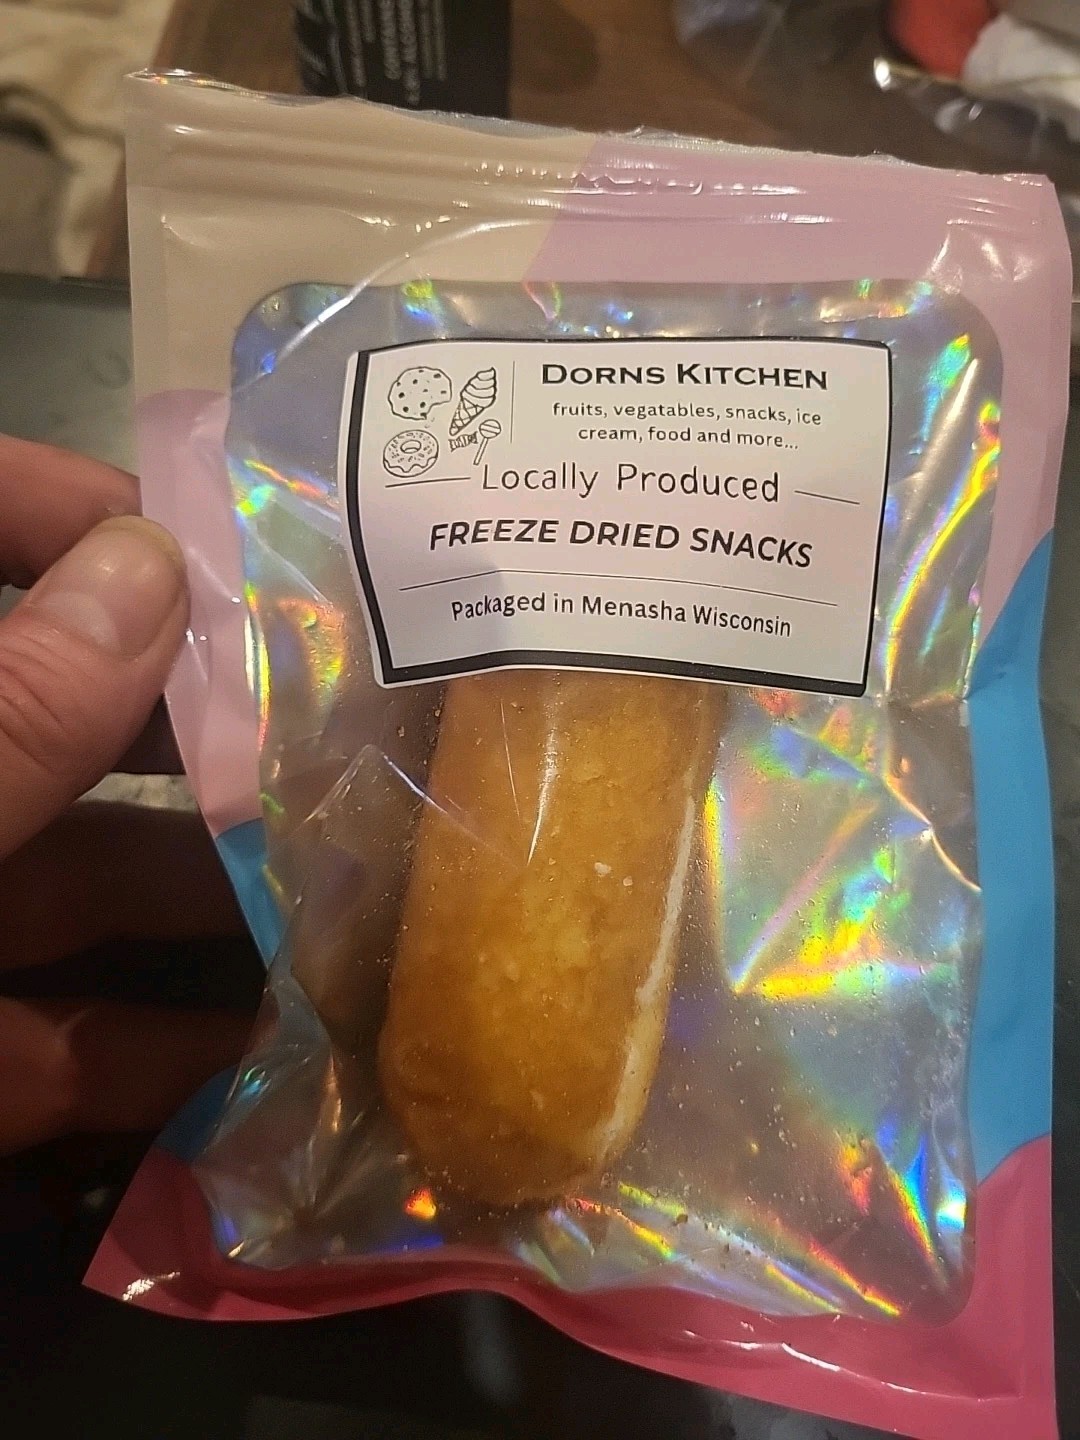 DORNS KITCHEN
fruits, vegatables, snacks, ice
cream, food and more...
Locally Produced
FREEZE DRIED SNACKS
Packaged in Menasha Wisconsin